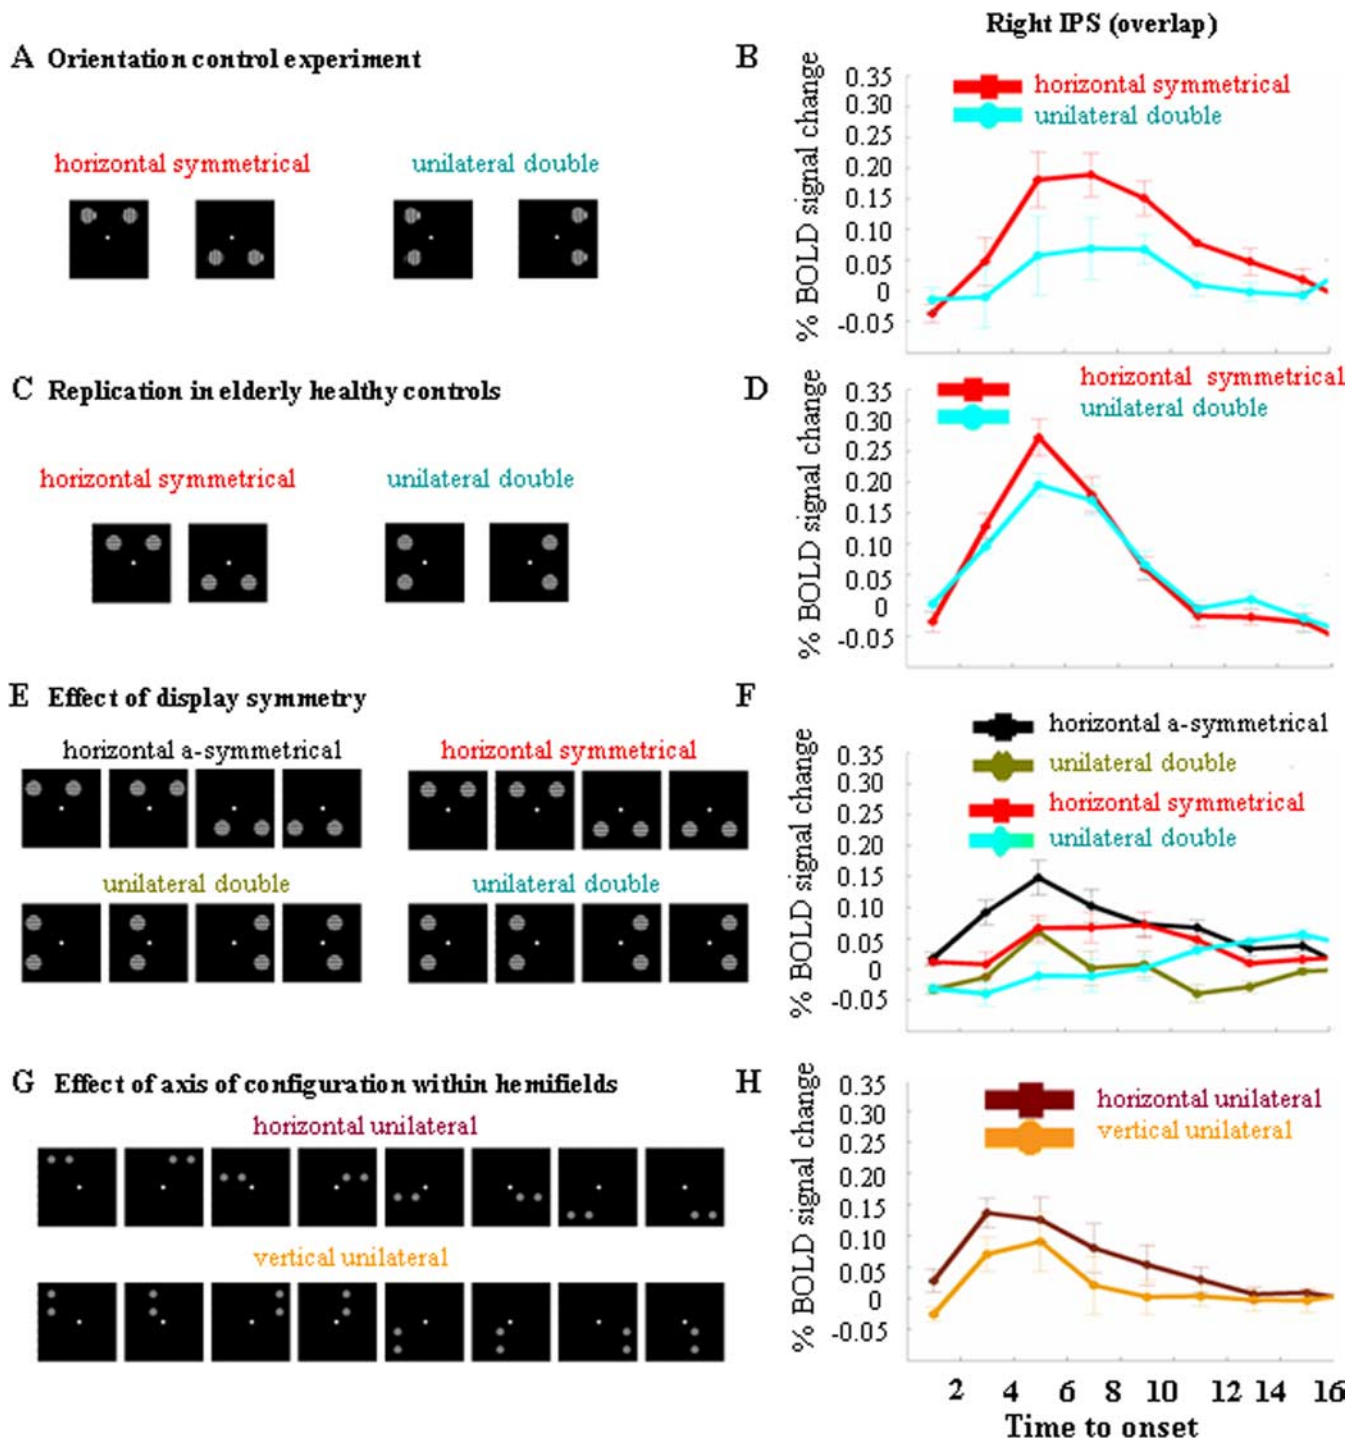 Right IPS (overlap)
A Orientation control experiment
horizontal symmetrical
unilateral double
B
% BOLD signal change
0.35
0.30
0.25
0.20
0.15
0.10
0.05
0
-0.05
horizontal symmetrical
unilateral double
C Replication in elderly healthy controls
horizontal symmetrical
unilateral double
D
% BOLD signal change
0.35
0.30
0.25
0.20
0.15
0.10
0.05
0
-0.05
horizontal symmetrical
unilateral double
E Effect of display symmetry
horizontal a-symmetrical
horizontal symmetrical
unilateral double
unilateral double
F
% BOLD signal change
0.35
0.30
0.25
0.20
0.15
0.10
0.05
0
-0.05
horizontal a-symmetrical
unilateral double
horizontal symmetrical
unilateral double
G Effect of axis of configuration within hemifields
horizontal unilateral
vertical unilateral
H
% BOLD signal change
0.35
0.30
0.25
0.20
0.15
0.10
0.05
0
-0.05
horizontal unilateral
vertical unilateral
2 4 6 8 10 12 14 16
Time to onset